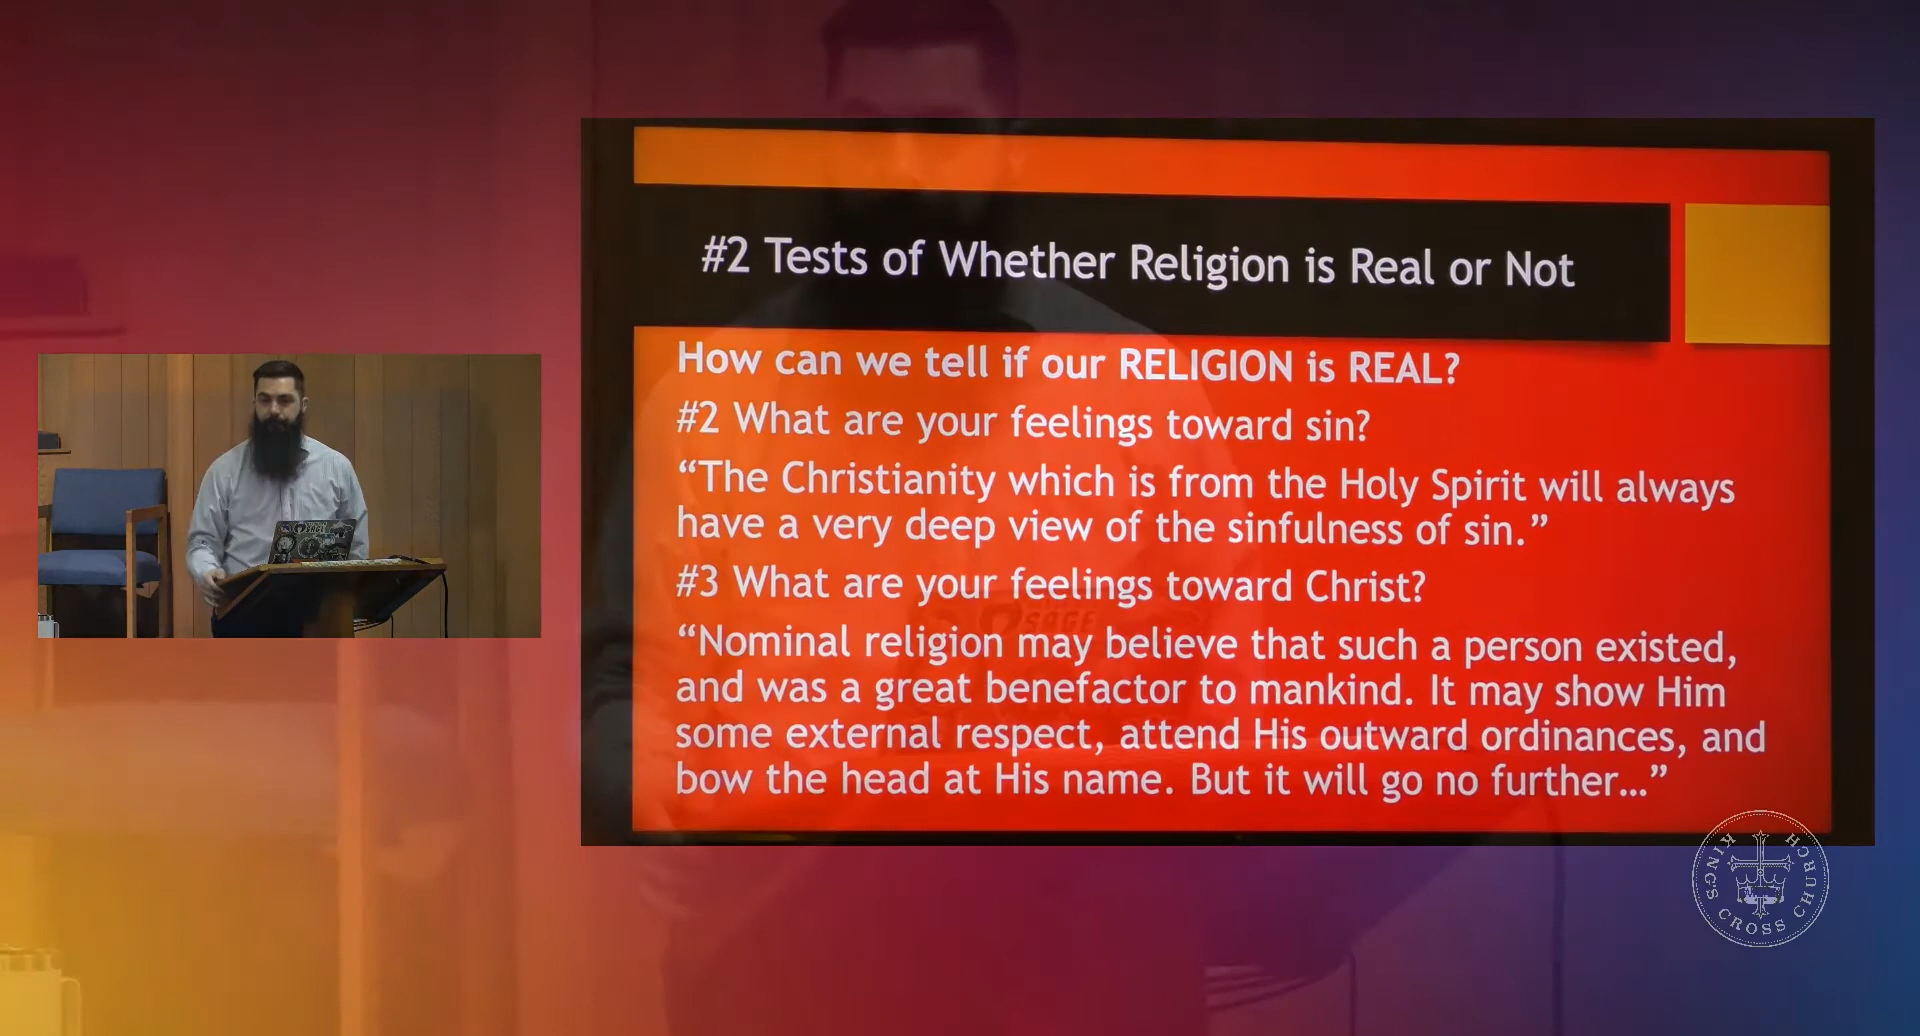 #2 Tests of Whether Religion is Real or Not
How can we tell if our RELIGION is REAL?
#2 What are your feelings toward sin?
“The Christianity which is from the Holy Spirit will always
have a very deep view of the sinfulness of sin.”
#3 What are your feelings toward Christ?
“Nominal religion may believe that such a person existed,
and was a great benefactor to mankind. It may show Him
some external respect, attend His outward ordinances, and
bow the head at His name. But it will go no further...”
KING'S CROSS CHURCH